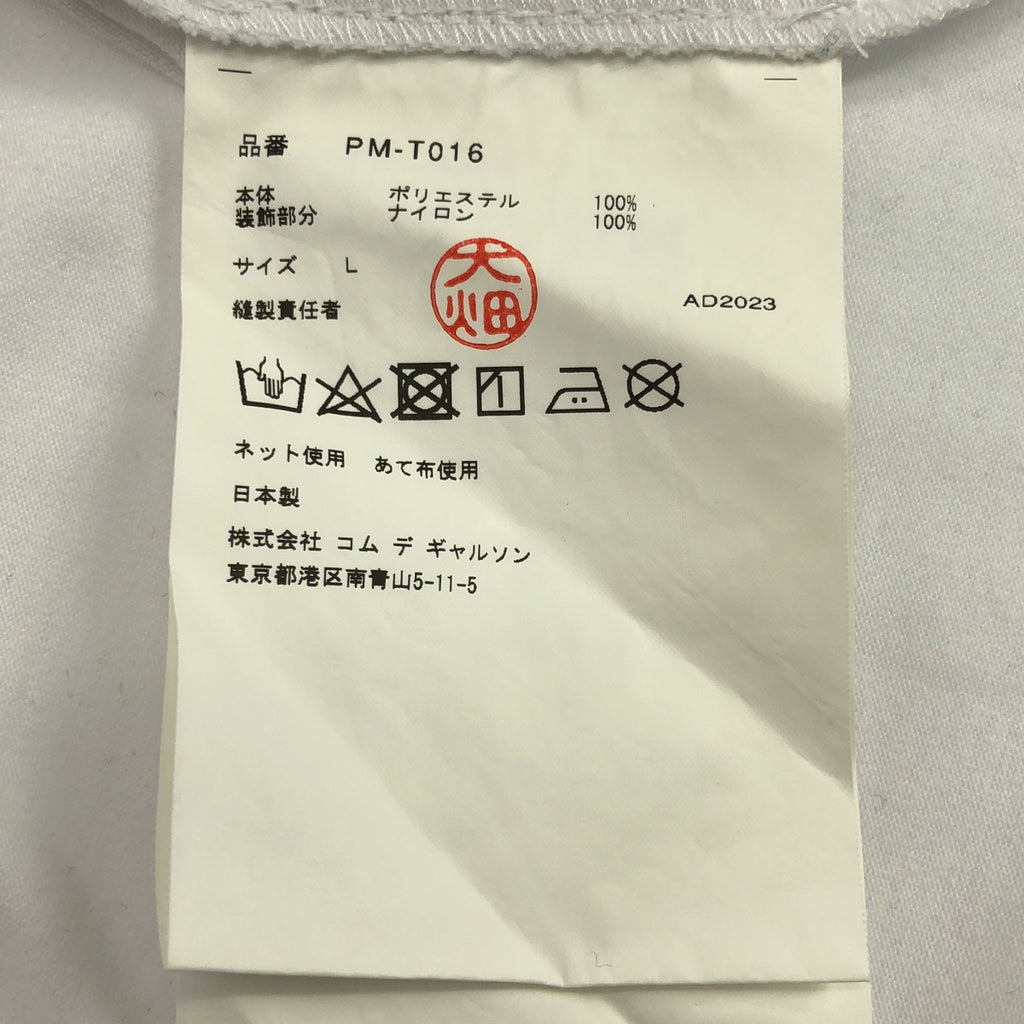 品番 PM-T016
本体 ポリエステル 100%
装飾部分 ナイロン 100%
サイズ L
縫製責任者 大畑 AD2023
ネット使用 あて布使用
日本製
株式会社 コム デ ギャルソン
東京都港区南青山5-11-5